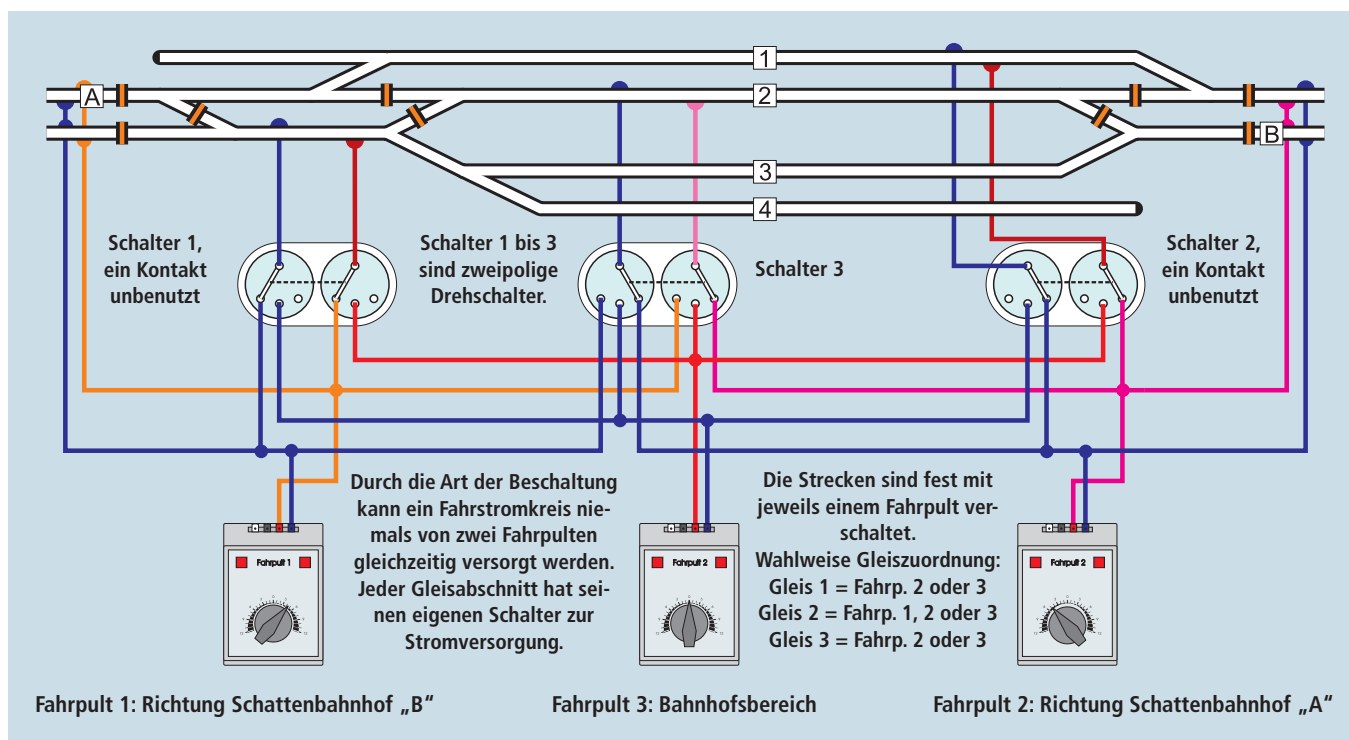 1
A
2
B
3
4
Schalter 1,
ein Kontakt
unbenutzt
Schalter 1 bis 3
sind zweipolige
Drehschalter.
Schalter 3
Schalter 2,
ein Kontakt
unbenutzt
Durch die Art der Beschaltung
kann ein Fahrstromkreis nie-
mals von zwei Fahrpulten
gleichzeitig versorgt werden.
Jeder Gleisabschnitt hat sei-
nen eigenen Schalter zur
Stromversorgung.
Die Strecken sind fest mit
jeweils einem Fahrpult ver-
schaltet.
Wahlweise Gleiszuordnung:
Gleis 1 = Fahrp. 2 oder 3
Gleis 2 = Fahrp. 1, 2 oder 3
Gleis 3 = Fahrp. 2 oder 3
Fahrpult 1
Fahrpult 2
Fahrpult 2
Fahrpult 1: Richtung Schattenbahnhof „B“
Fahrpult 3: Bahnhofsbereich
Fahrpult 2: Richtung Schattenbahnhof „A“